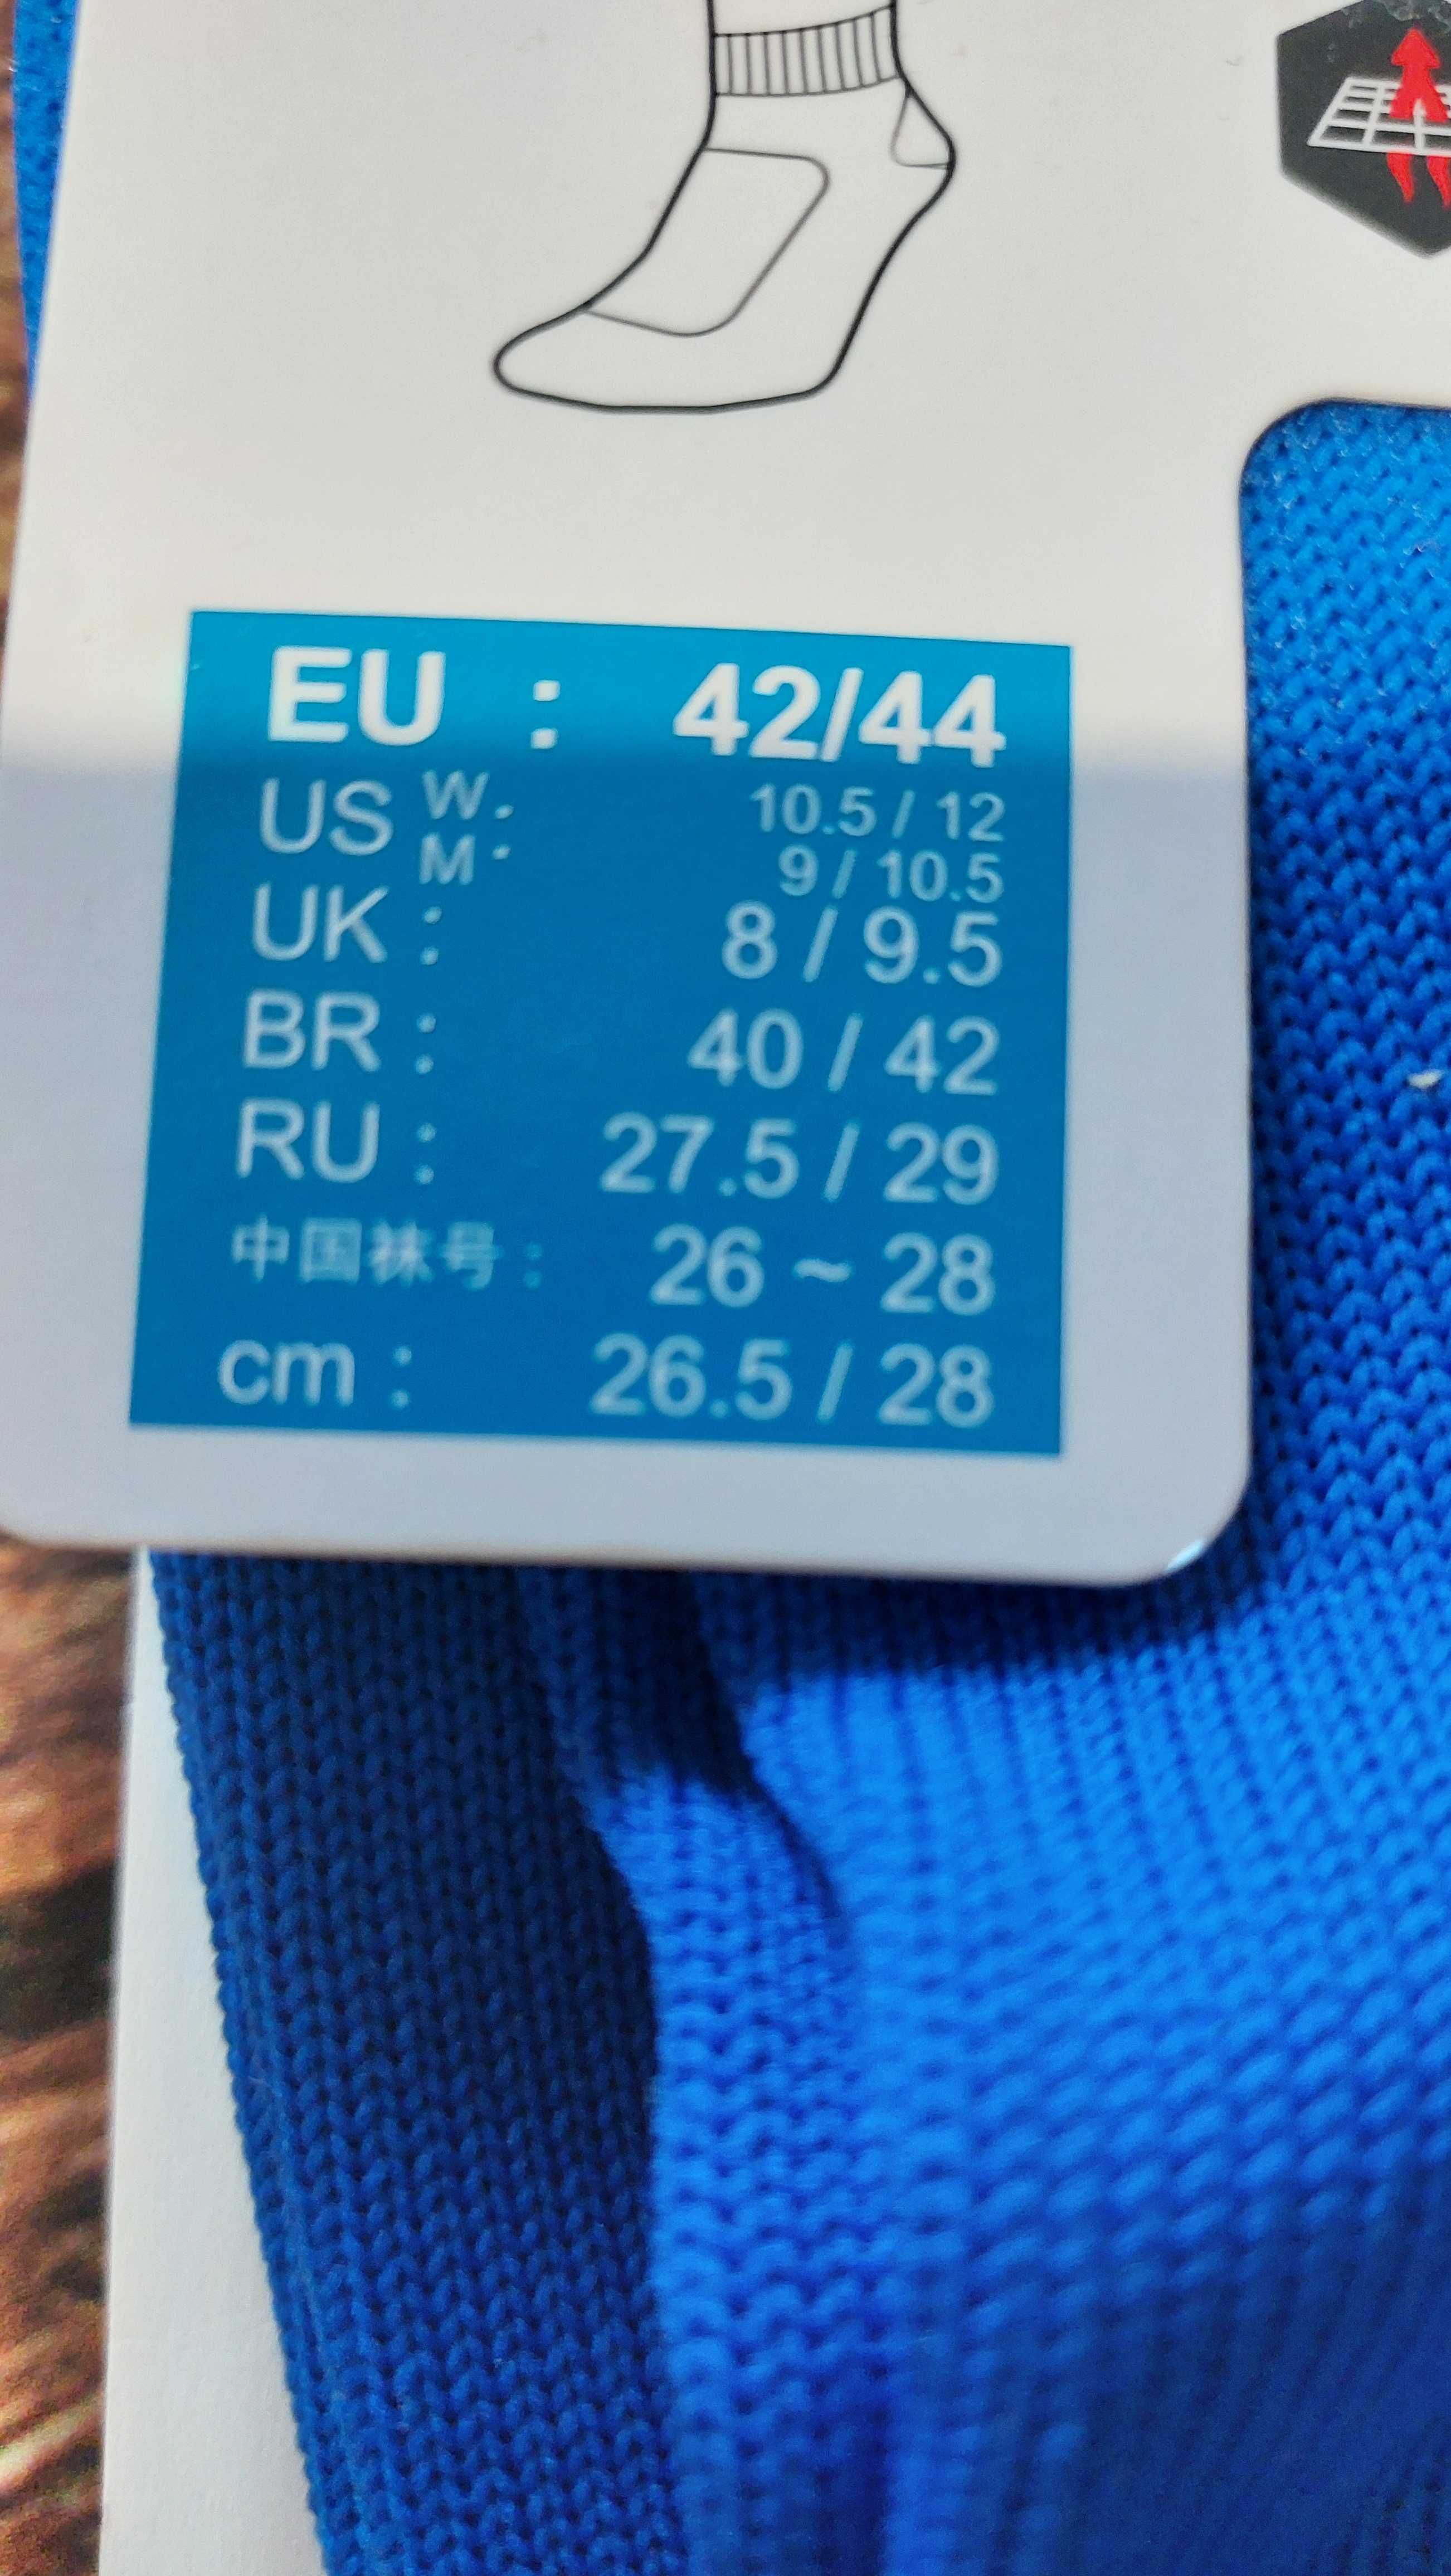 EU : 42/44
US W. 10.5 / 12
M. 9 / 10.5
UK : 8 / 9.5
BR : 40 / 42
RU : 27.5 / 29
中国袜号 : 26 ~ 28
cm : 26.5 / 28